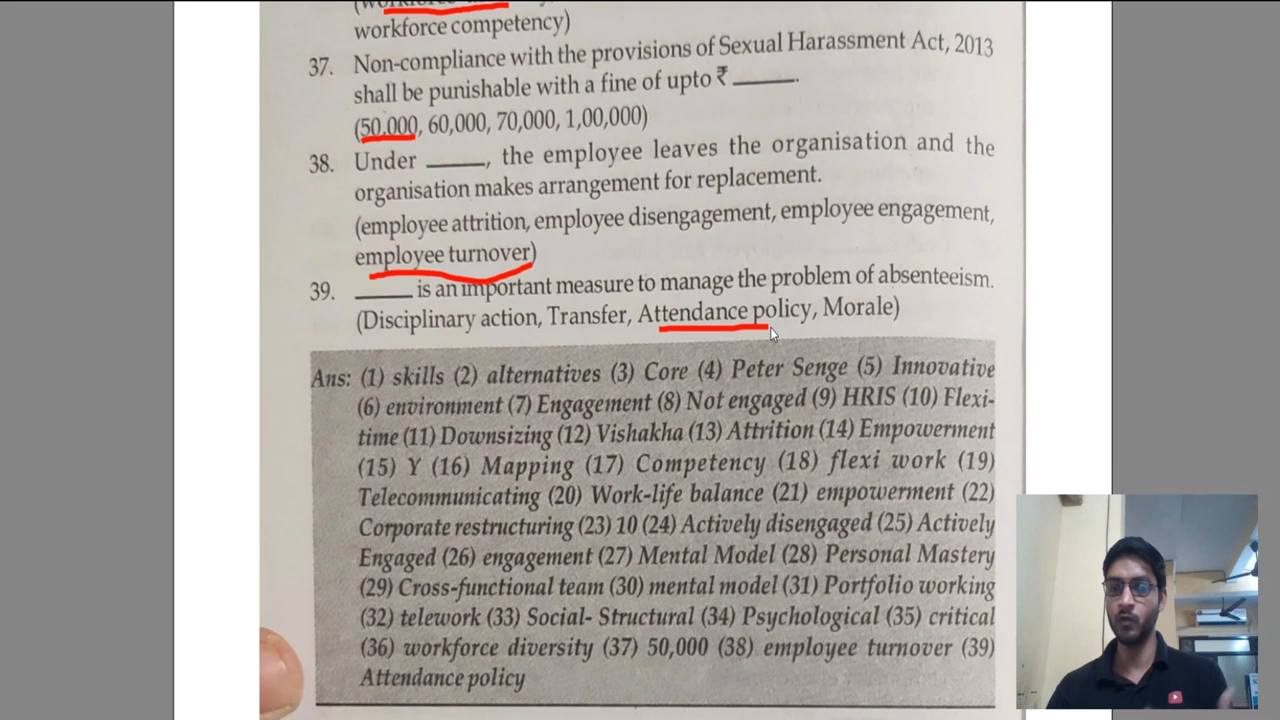 workforce competency)
37. Non-compliance with the provisions of Sexual Harassment Act, 2013
shall be punishable with a fine of upto ₹ ______.
(50,000, 60,000, 70,000, 1,00,000)
38. Under ______, the employee leaves the organisation and the
organisation makes arrangement for replacement.
(employee attrition, employee disengagement, employee engagement,
employee turnover)
39. ______ is an important measure to manage the problem of absenteeism.
(Disciplinary action, Transfer, Attendance policy, Morale)
Ans: (1) skills (2) alternatives (3) Core (4) Peter Senge (5) Innovative
(6) environment (7) Engagement (8) Not engaged (9) HRIS (10) Flexi-
time (11) Downsizing (12) Vishakha (13) Attrition (14) Empowerment
(15) Y (16) Mapping (17) Competency (18) flexi work (19)
Telecommunicating (20) Work-life balance (21) empowerment (22)
Corporate restructuring (23) 10 (24) Actively disengaged (25) Actively
Engaged (26) engagement (27) Mental Model (28) Personal Mastery
(29) Cross-functional team (30) mental model (31) Portfolio working
(32) telework (33) Social- Structural (34) Psychological (35) critical
(36) workforce diversity (37) 50,000 (38) employee turnover (39)
Attendance policy